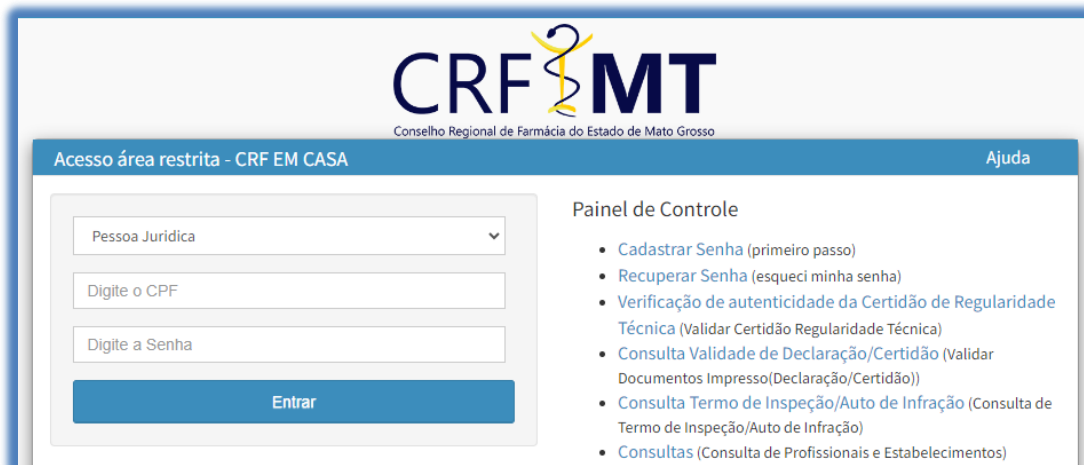 CRF MT
Conselho Regional de Farmácia do Estado de Mato Grosso
Acesso área restrita - CRF EM CASA
Ajuda
Pessoa Juridica
Digite o CPF
Digite a Senha
Entrar
Painel de Controle
Cadastrar Senha (primeiro passo)
Recuperar Senha (esqueci minha senha)
Verificação de autenticidade da Certidão de Regularidade
Técnica (Validar Certidão Regularidade Técnica)
Consulta Validade de Declaração/Certidão (Validar
Documentos Impresso(Declaração/Certidão))
Consulta Termo de Inspeção/Auto de Infração (Consulta de
Termo de Inspeção/Auto de Infração)
Consultas (Consulta de Profissionais e Estabelecimentos)